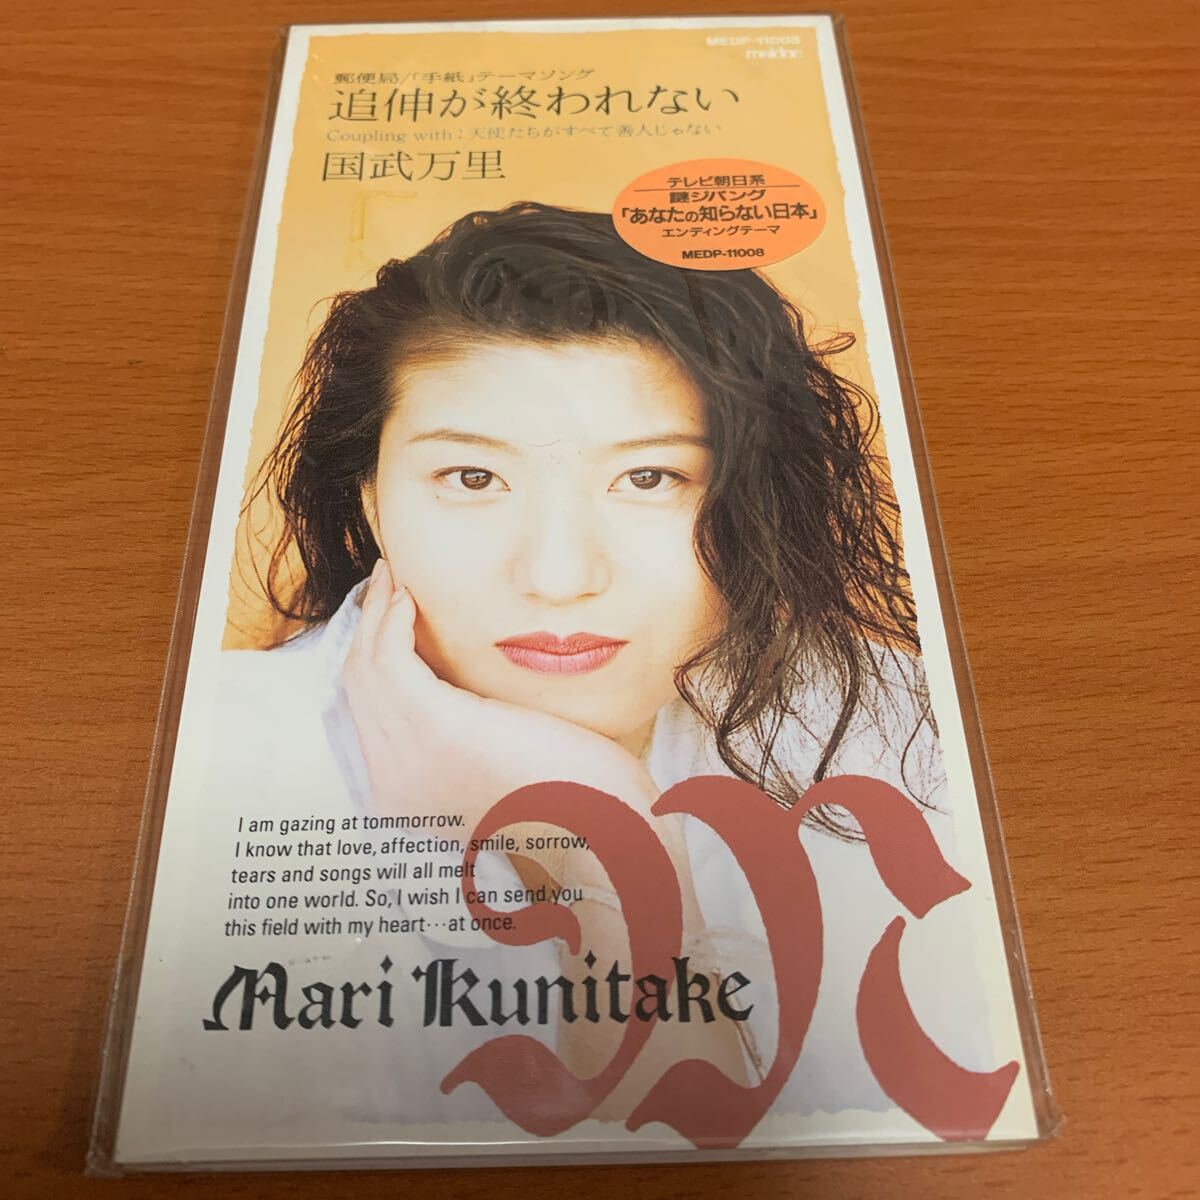 MEDP-11008
meldac
郵便局/「手紙」テーマソング
追伸が終われない
Coupling with：天使たちがすべて善人じゃない
国武万里
テレビ朝日系
謎ジパング
「あなたの知らない日本」
エンディングテーマ
MEDP-11008
I am gazing at tommorrow.
I know that love, affection, smile, sorrow,
tears and songs will all melt
into one world. So, I wish I can send you
this field with my heart…at once.
Mari Kunitake
M